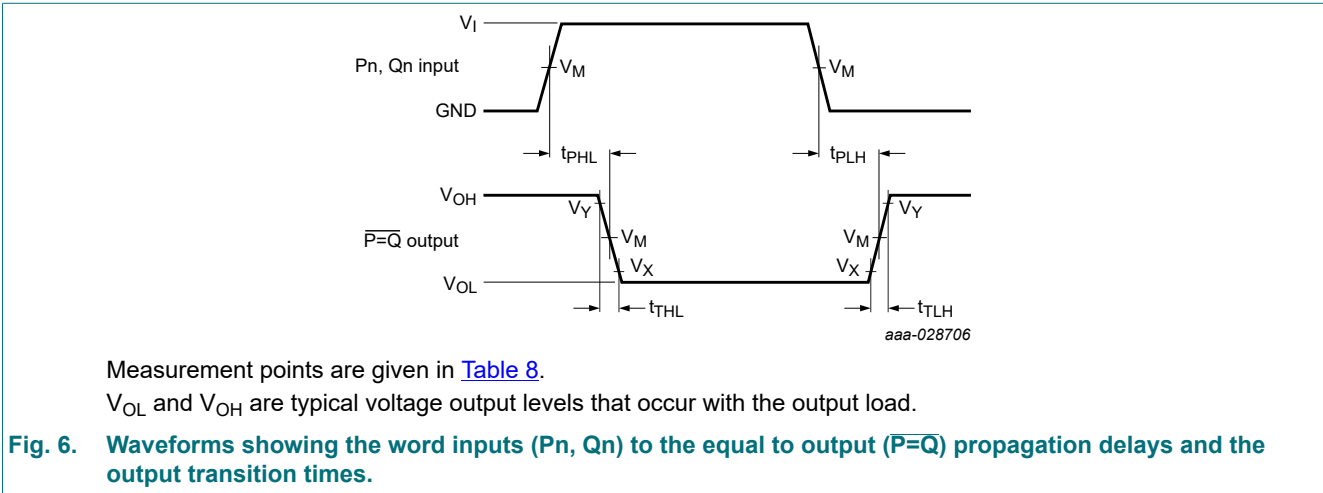 V_I
Pn, Qn input
V_M
V_M
GND
t_PHL
t_PLH
V_OH
V_Y
V_Y
P=Q output
V_M
V_M
V_X
V_X
V_OL
t_THL
t_TLH
aaa-028706
Measurement points are given in Table 8.
V_OL and V_OH are typical voltage output levels that occur with the output load.
Fig. 6. Waveforms showing the word inputs (Pn, Qn) to the equal to output (P̅=̅Q̅) propagation delays and the
output transition times.